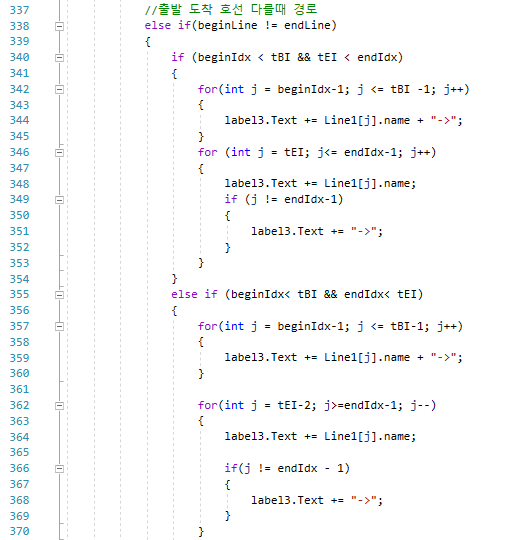 337 //출발 도착 호선 다를때 경로
338 else if(beginLine != endLine)
339 {
340 if (beginIdx < tBI && tEI < endIdx)
341 {
342 for(int j = beginIdx-1; j <= tBI -1; j++)
343 {
344 label3.Text += Line1[j].name + "->";
345 }
346 for (int j = tEI; j<= endIdx-1; j++)
347 {
348 label3.Text += Line1[j].name;
349 if (j != endIdx-1)
350 {
351 label3.Text += "->";
352 }
353 }
354 }
355 else if (beginIdx< tBI && endIdx< tEI)
356 {
357 for(int j = beginIdx-1; j <= tBI-1; j++)
358 {
359 label3.Text += Line1[j].name + "->";
360 }
361
362 for(int j = tEI-2; j>=endIdx-1; j--)
363 {
364 label3.Text += Line1[j].name;
365
366 if(j != endIdx - 1)
367 {
368 label3.Text += "->";
369 }
370 }